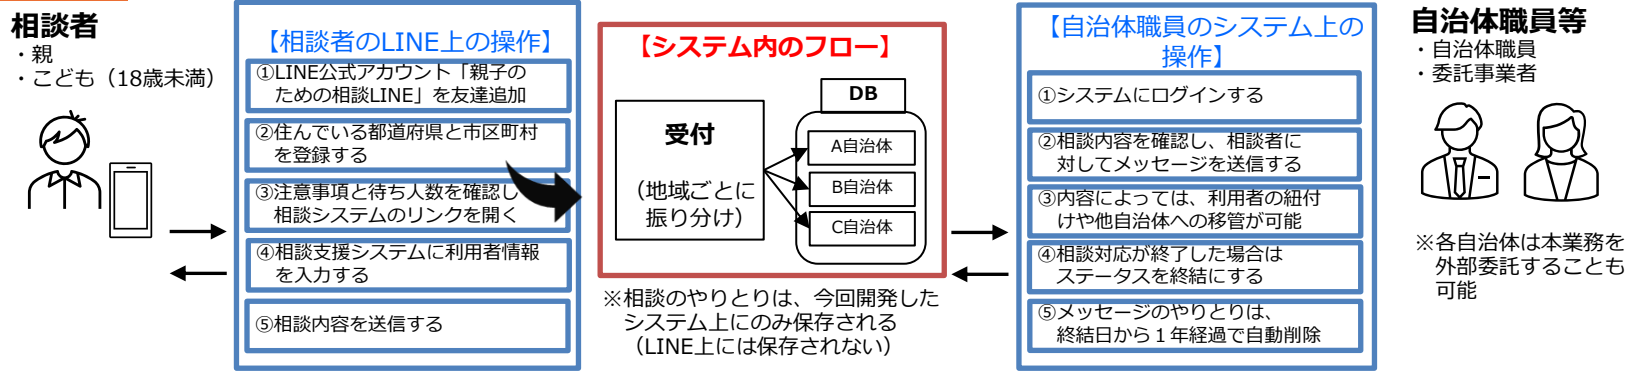 相談者
・親
・こども（18歳未満）
【相談者のLINE上の操作】
①LINE公式アカウント「親子の
ための相談LINE」を友達追加
②住んでいる都道府県と市区町村
を登録する
③注意事項と待ち人数を確認し
相談システムのリンクを開く
④相談支援システムに利用者情報
を入力する
⑤相談内容を送信する
【システム内のフロー】
受付
（地域ごとに
振り分け）
DB
A自治体
B自治体
C自治体
※相談のやりとりは、今回開発した
システム上にのみ保存される
（LINE上には保存されない）
【自治体職員のシステム上の
操作】
①システムにログインする
②相談内容を確認し、相談者に
対してメッセージを送信する
③内容によっては、利用者の紐付
けや他自治体への移管が可能
④相談対応が終了した場合は
ステータスを終結にする
⑤メッセージのやりとりは、
終結日から１年経過で自動削除
自治体職員等
・自治体職員
・委託事業者
※各自治体は本業務を
外部委託することも
可能